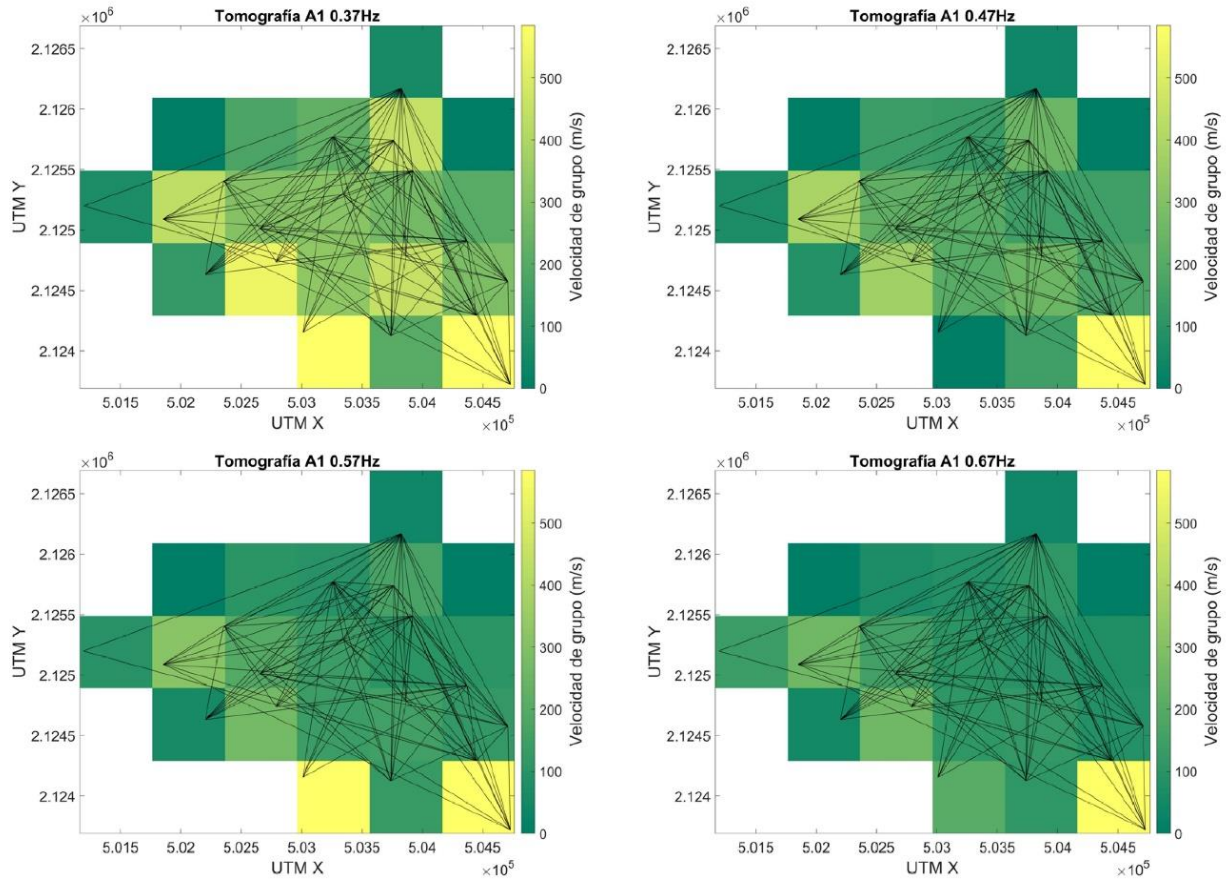 Tomografía A1 0.37Hz
×10⁶
2.1265
2.126
2.1255
2.125
2.1245
2.124
UTM Y
5.015 5.02 5.025 5.03 5.035 5.04 5.045
UTM X
×10⁵
500
400
300
200
100
0
Velocidad de grupo (m/s)
Tomografía A1 0.47Hz
×10⁶
2.1265
2.126
2.1255
2.125
2.1245
2.124
UTM Y
5.015 5.02 5.025 5.03 5.035 5.04 5.045
UTM X
×10⁵
500
400
300
200
100
0
Velocidad de grupo (m/s)
Tomografía A1 0.57Hz
×10⁶
2.1265
2.126
2.1255
2.125
2.1245
2.124
UTM Y
5.015 5.02 5.025 5.03 5.035 5.04 5.045
UTM X
×10⁵
500
400
300
200
100
0
Velocidad de grupo (m/s)
Tomografía A1 0.67Hz
×10⁶
2.1265
2.126
2.1255
2.125
2.1245
2.124
UTM Y
5.015 5.02 5.025 5.03 5.035 5.04 5.045
UTM X
×10⁵
500
400
300
200
100
0
Velocidad de grupo (m/s)